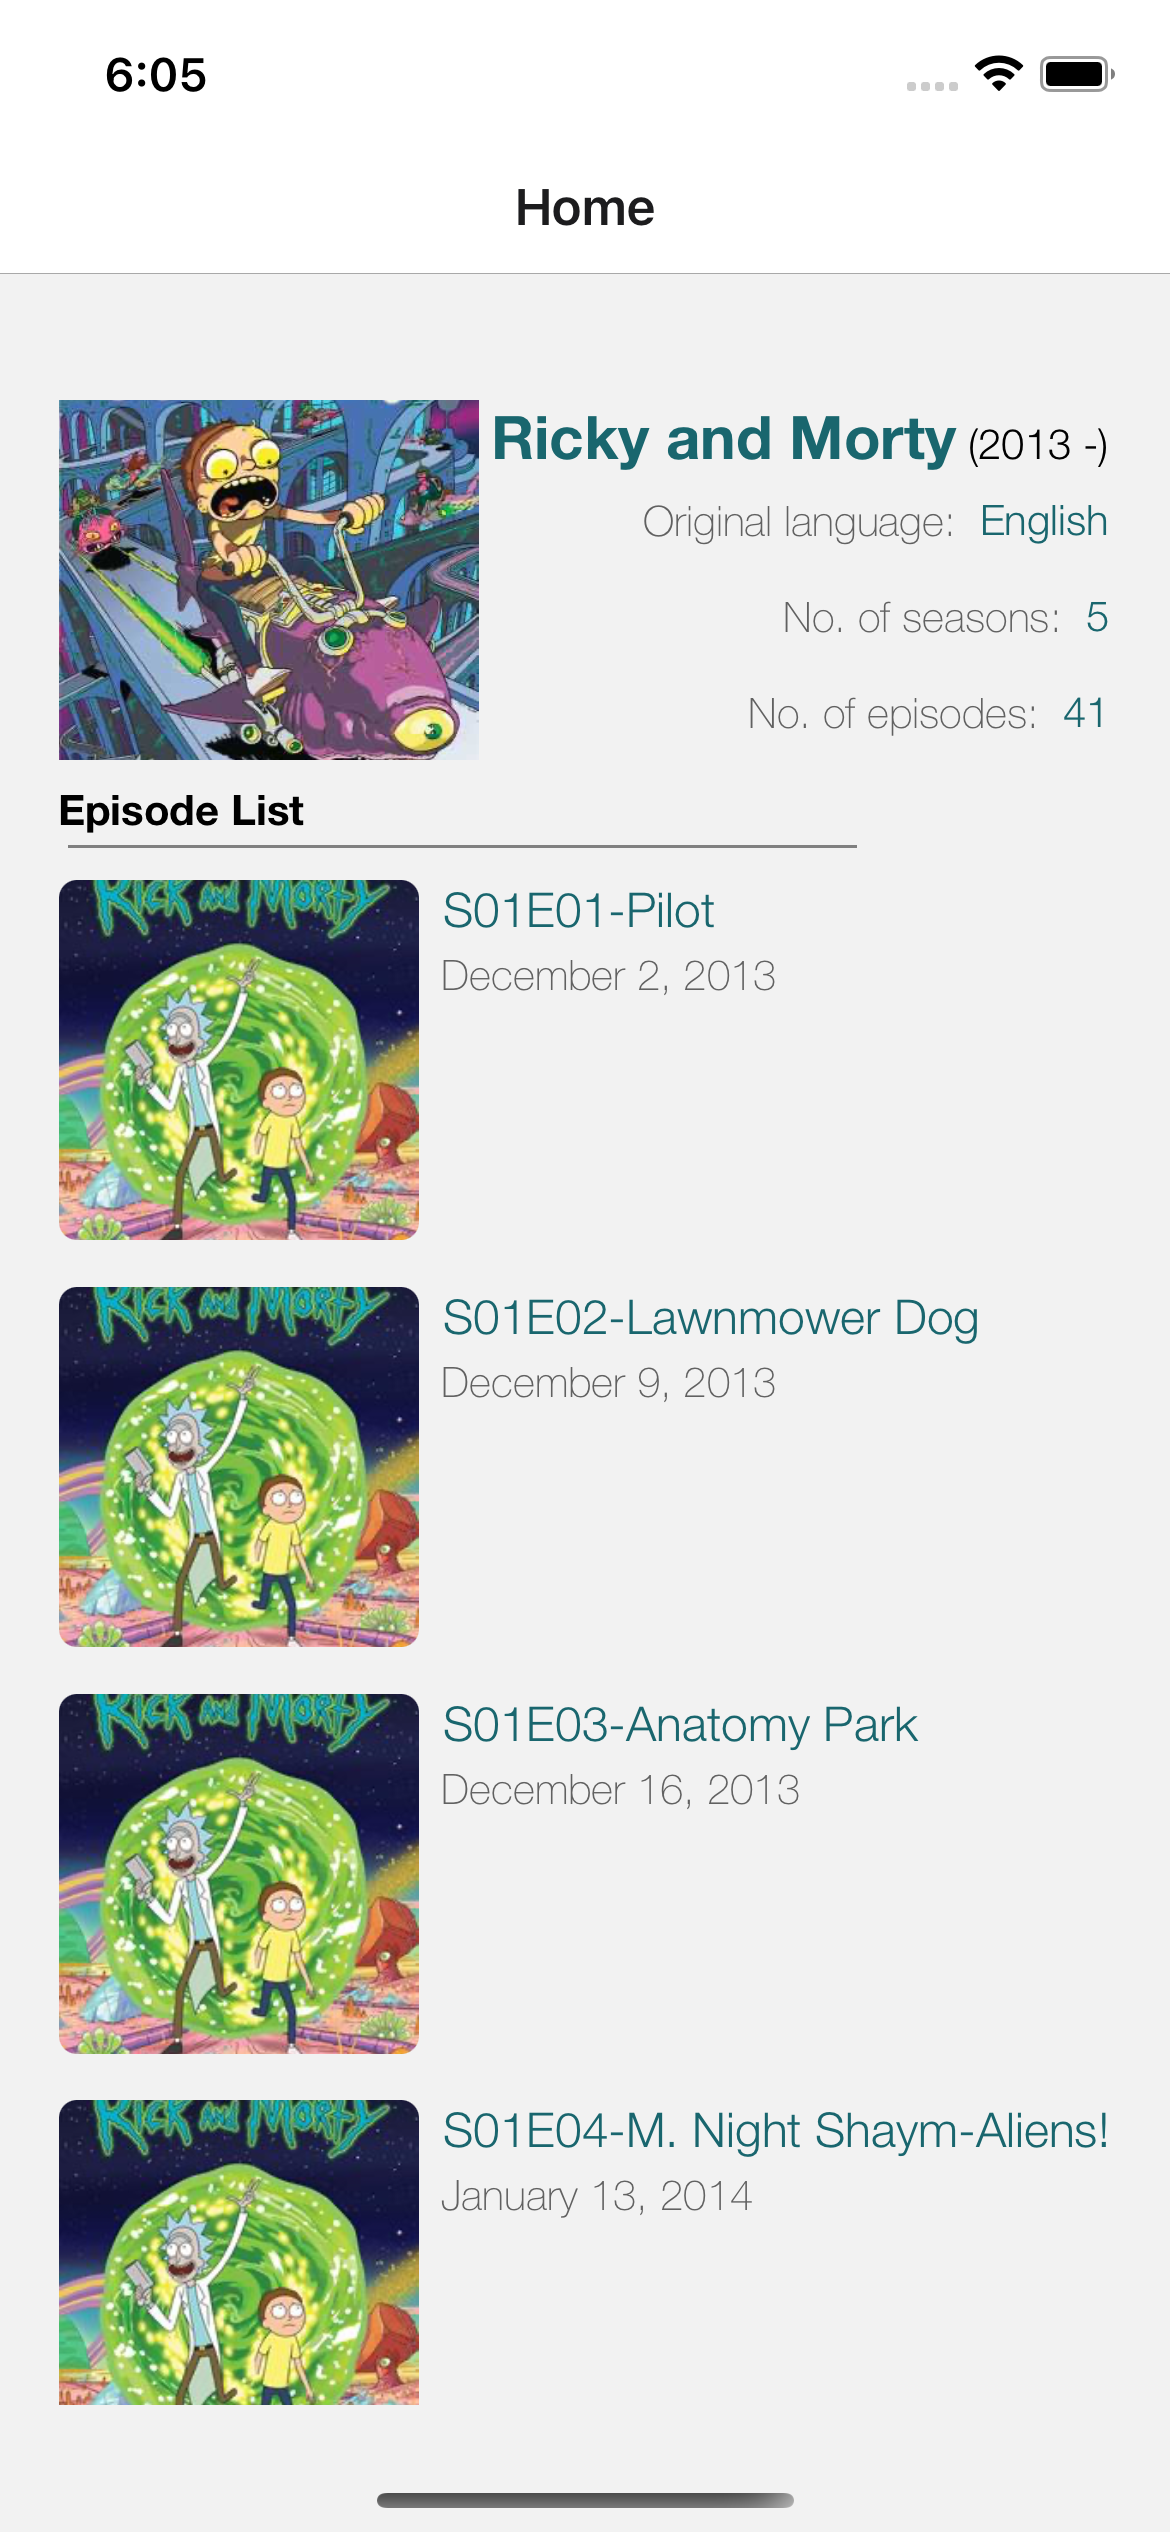 6:05
Home
Ricky and Morty (2013 -)
Original language: English
No. of seasons: 5
No. of episodes: 41
Episode List
RICK AND MORTY
S01E01-Pilot
December 2, 2013
RICK AND MORTY
S01E02-Lawnmower Dog
December 9, 2013
RICK AND MORTY
S01E03-Anatomy Park
December 16, 2013
RICK AND MORTY
S01E04-M. Night Shaym-Aliens!
January 13, 2014